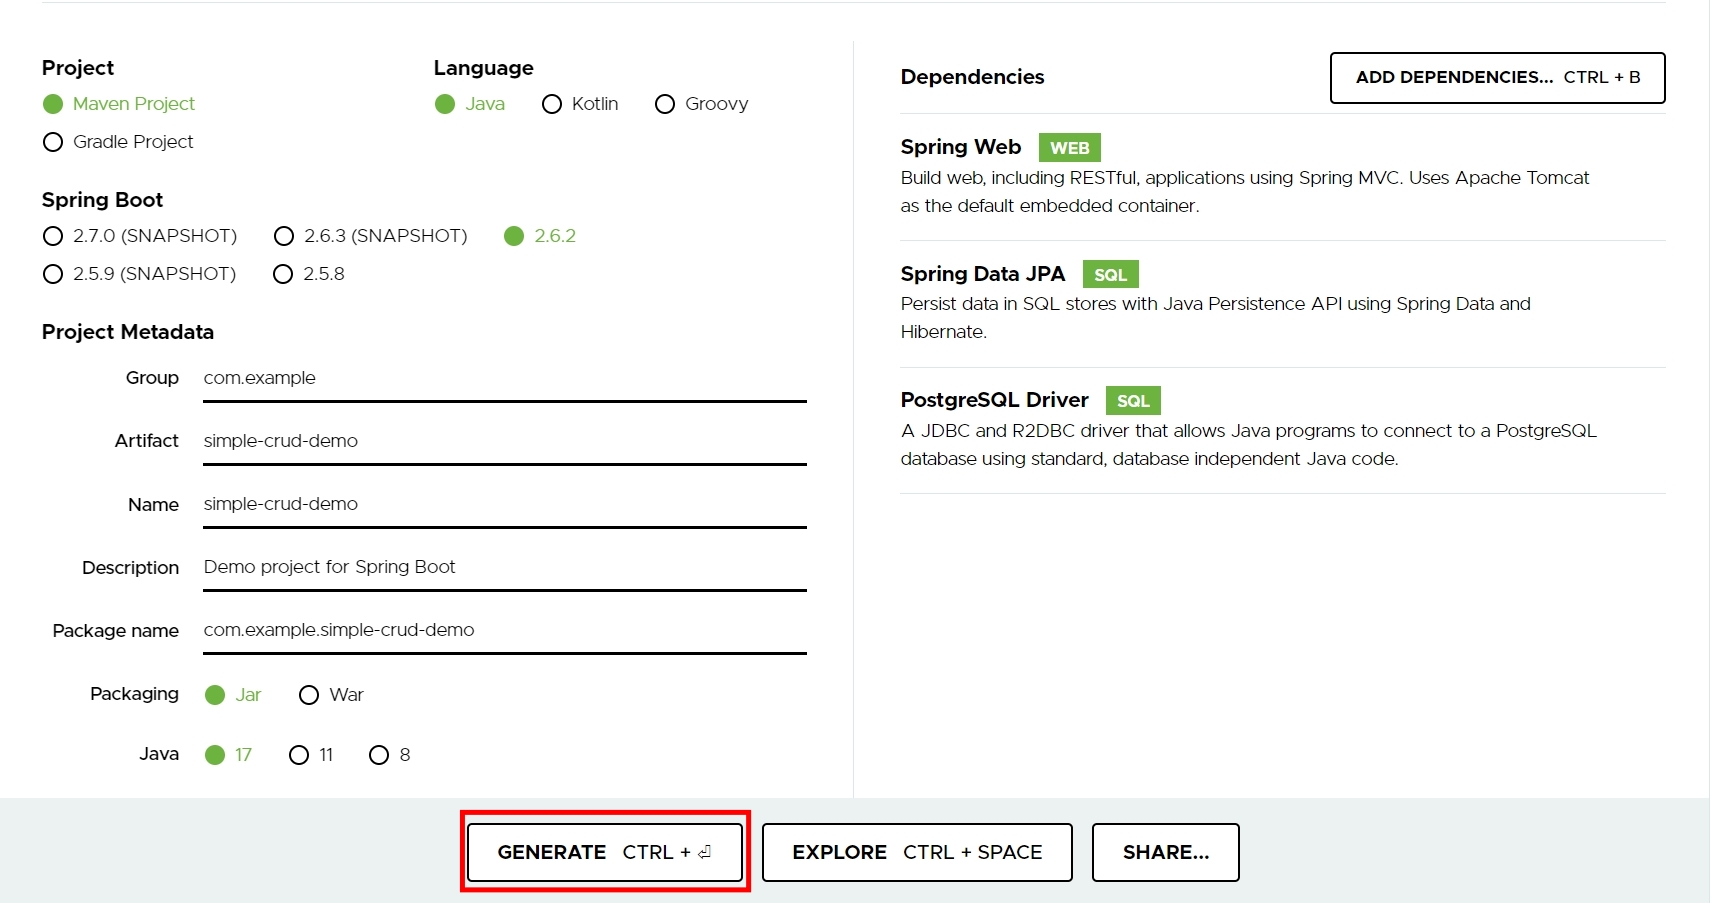 Project
Maven Project
Gradle Project
Language
Java Kotlin Groovy
Spring Boot
2.7.0 (SNAPSHOT) 2.6.3 (SNAPSHOT) 2.6.2
2.5.9 (SNAPSHOT) 2.5.8
Project Metadata
Group com.example
Artifact simple-crud-demo
Name simple-crud-demo
Description Demo project for Spring Boot
Package name com.example.simple-crud-demo
Packaging Jar War
Java 17 11 8
Dependencies
ADD DEPENDENCIES... CTRL + B
Spring Web WEB
Build web, including RESTful, applications using Spring MVC. Uses Apache Tomcat
as the default embedded container.
Spring Data JPA SQL
Persist data in SQL stores with Java Persistence API using Spring Data and
Hibernate.
PostgreSQL Driver SQL
A JDBC and R2DBC driver that allows Java programs to connect to a PostgreSQL
database using standard, database independent Java code.
GENERATE CTRL + ⏎
EXPLORE CTRL + SPACE
SHARE...